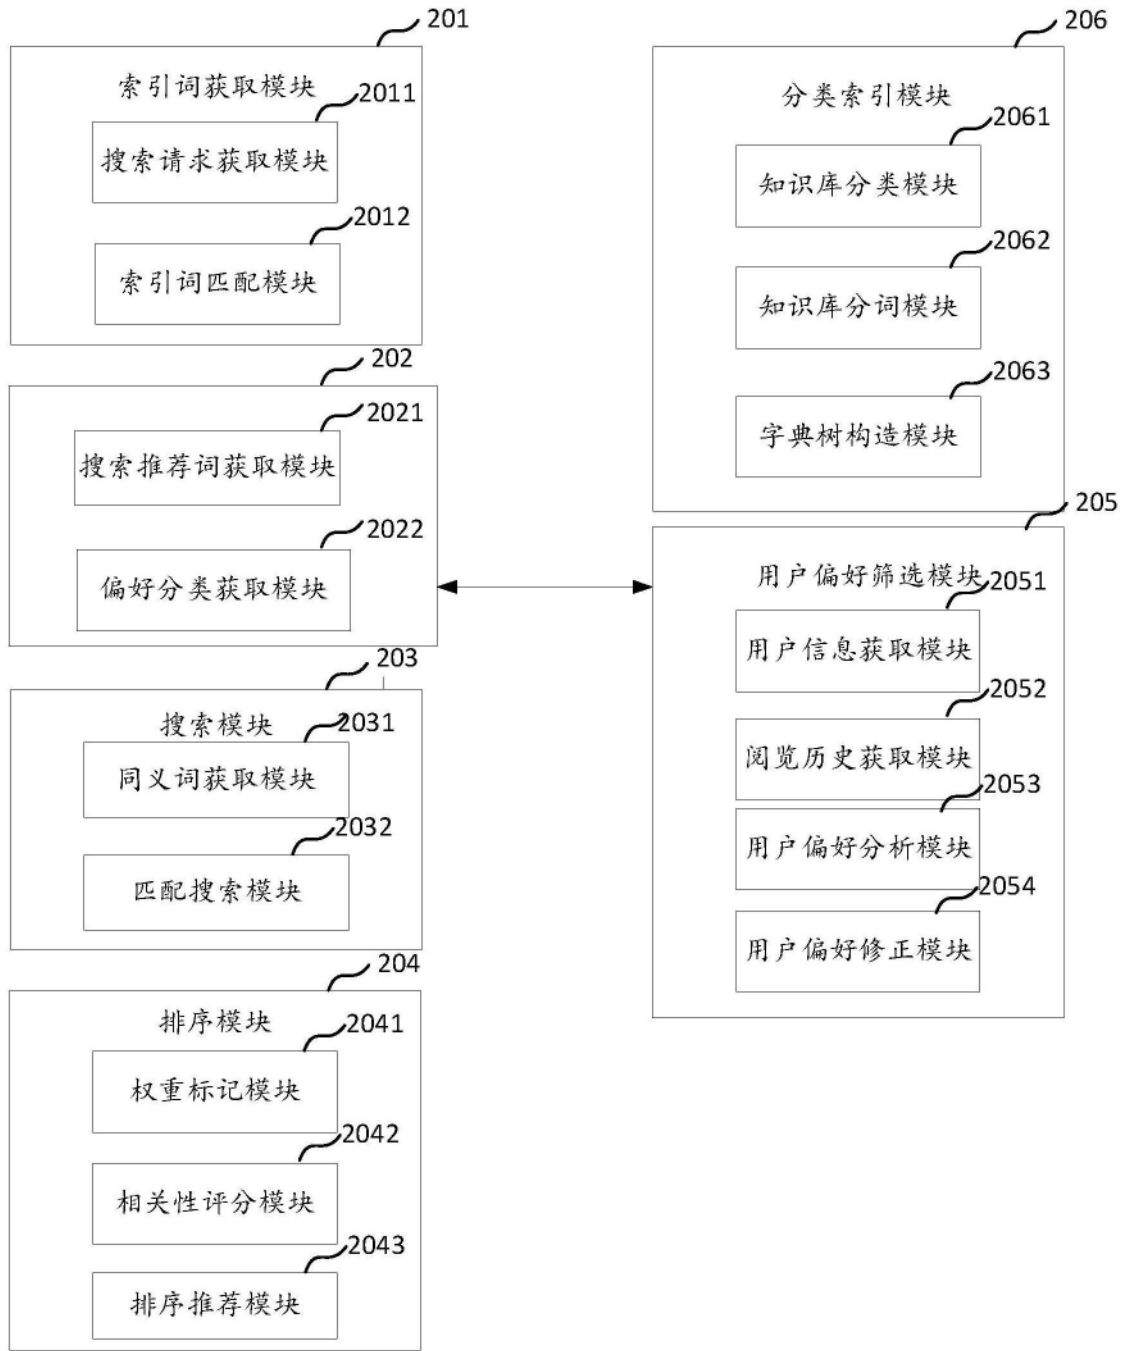 201
索引词获取模块
2011
搜索请求获取模块
2012
索引词匹配模块
202
2021
搜索推荐词获取模块
2022
偏好分类获取模块
203
搜索模块
2031
同义词获取模块
2032
匹配搜索模块
204
排序模块
2041
权重标记模块
2042
相关性评分模块
2043
排序推荐模块
206
分类索引模块
2061
知识库分类模块
2062
知识库分词模块
2063
字典树构造模块
205
用户偏好筛选模块
2051
用户信息获取模块
2052
阅览历史获取模块
2053
用户偏好分析模块
2054
用户偏好修正模块